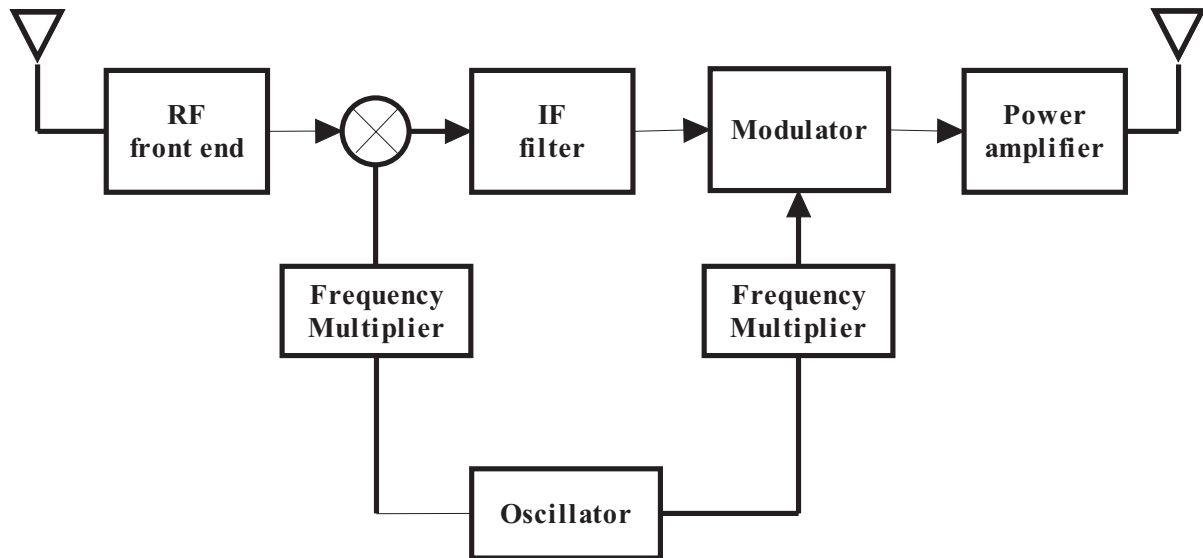 RF
front end
IF
filter
Modulator
Power
amplifier
Frequency
Multiplier
Frequency
Multiplier
Oscillator